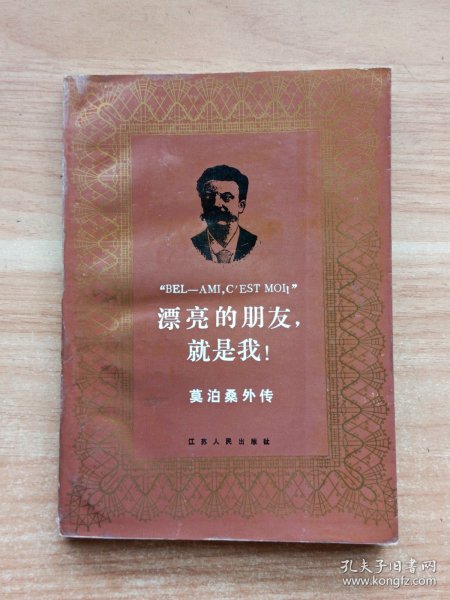 “BEL—AMI, C'EST MOI!”
漂亮的朋友,
就是我!
莫泊桑外传
江苏人民出版社
孔夫子旧书网
www.kongfz.com